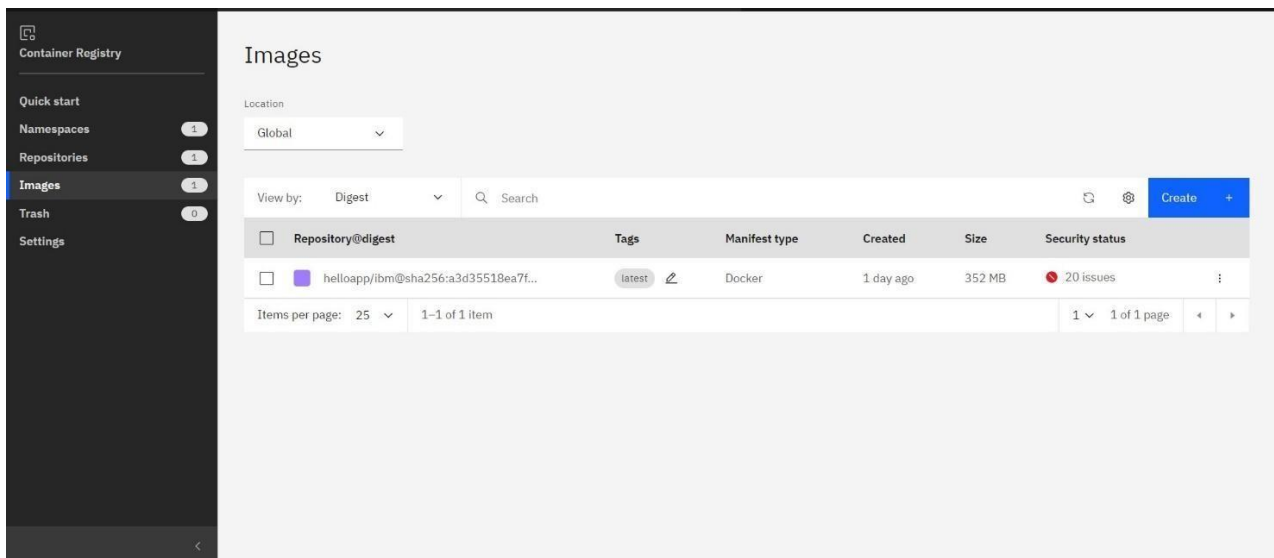 Container Registry
Quick start
Namespaces 1
Repositories 1
Images 1
Trash 0
Settings
Images
Location
Global
View by: Digest Search Create +
Repository@digest Tags Manifest type Created Size Security status
helloapp/ibm@sha256:a3d35518ea7f... latest Docker 1 day ago 352 MB 20 issues
Items per page: 25 1–1 of 1 item 1 1 of 1 page